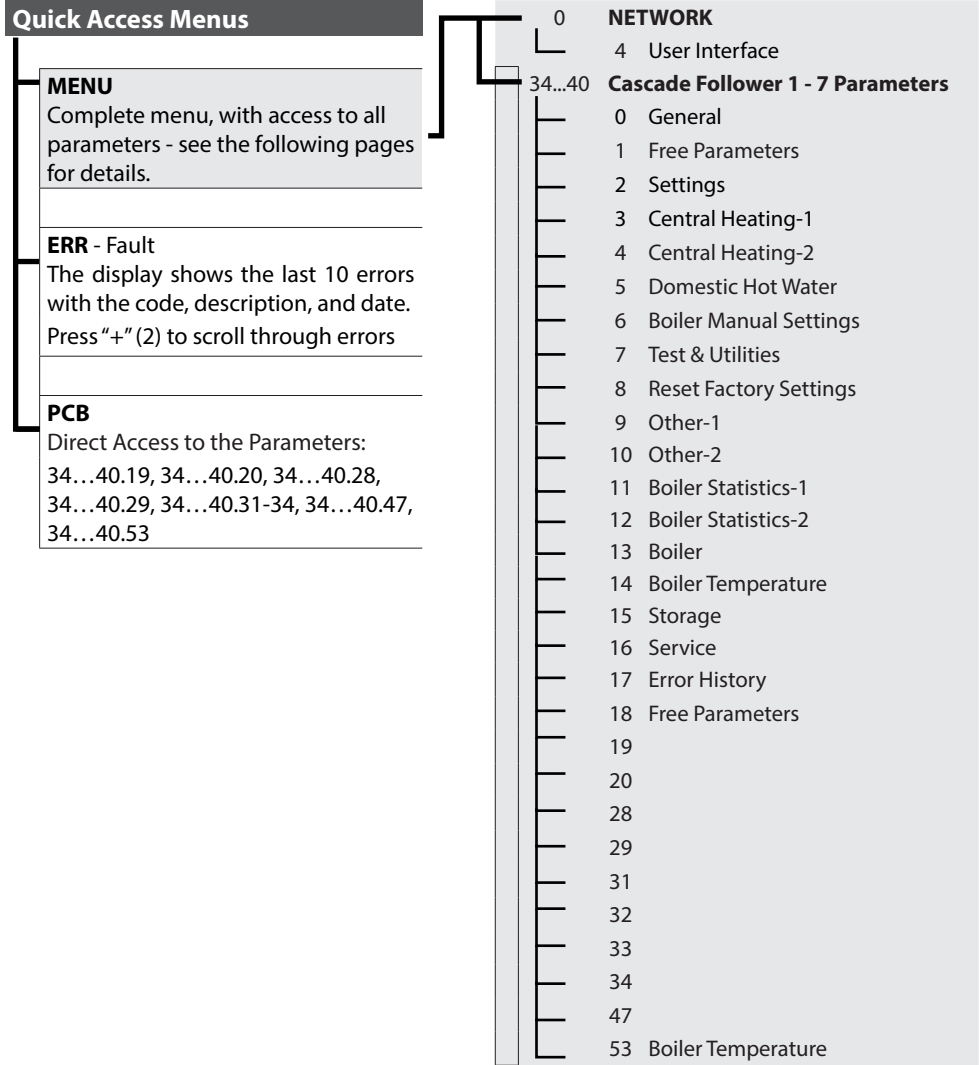 Quick Access Menus
MENU
Complete menu, with access to all
parameters - see the following pages
for details.
ERR - Fault
The display shows the last 10 errors
with the code, description, and date.
Press "+" (2) to scroll through errors
PCB
Direct Access to the Parameters:
34…40.19, 34…40.20, 34…40.28,
34…40.29, 34…40.31-34, 34…40.47,
34…40.53
0 NETWORK
4 User Interface
34...40 Cascade Follower 1 - 7 Parameters
0 General
1 Free Parameters
2 Settings
3 Central Heating-1
4 Central Heating-2
5 Domestic Hot Water
6 Boiler Manual Settings
7 Test & Utilities
8 Reset Factory Settings
9 Other-1
10 Other-2
11 Boiler Statistics-1
12 Boiler Statistics-2
13 Boiler
14 Boiler Temperature
15 Storage
16 Service
17 Error History
18 Free Parameters
19
20
28
29
31
32
33
34
47
53 Boiler Temperature